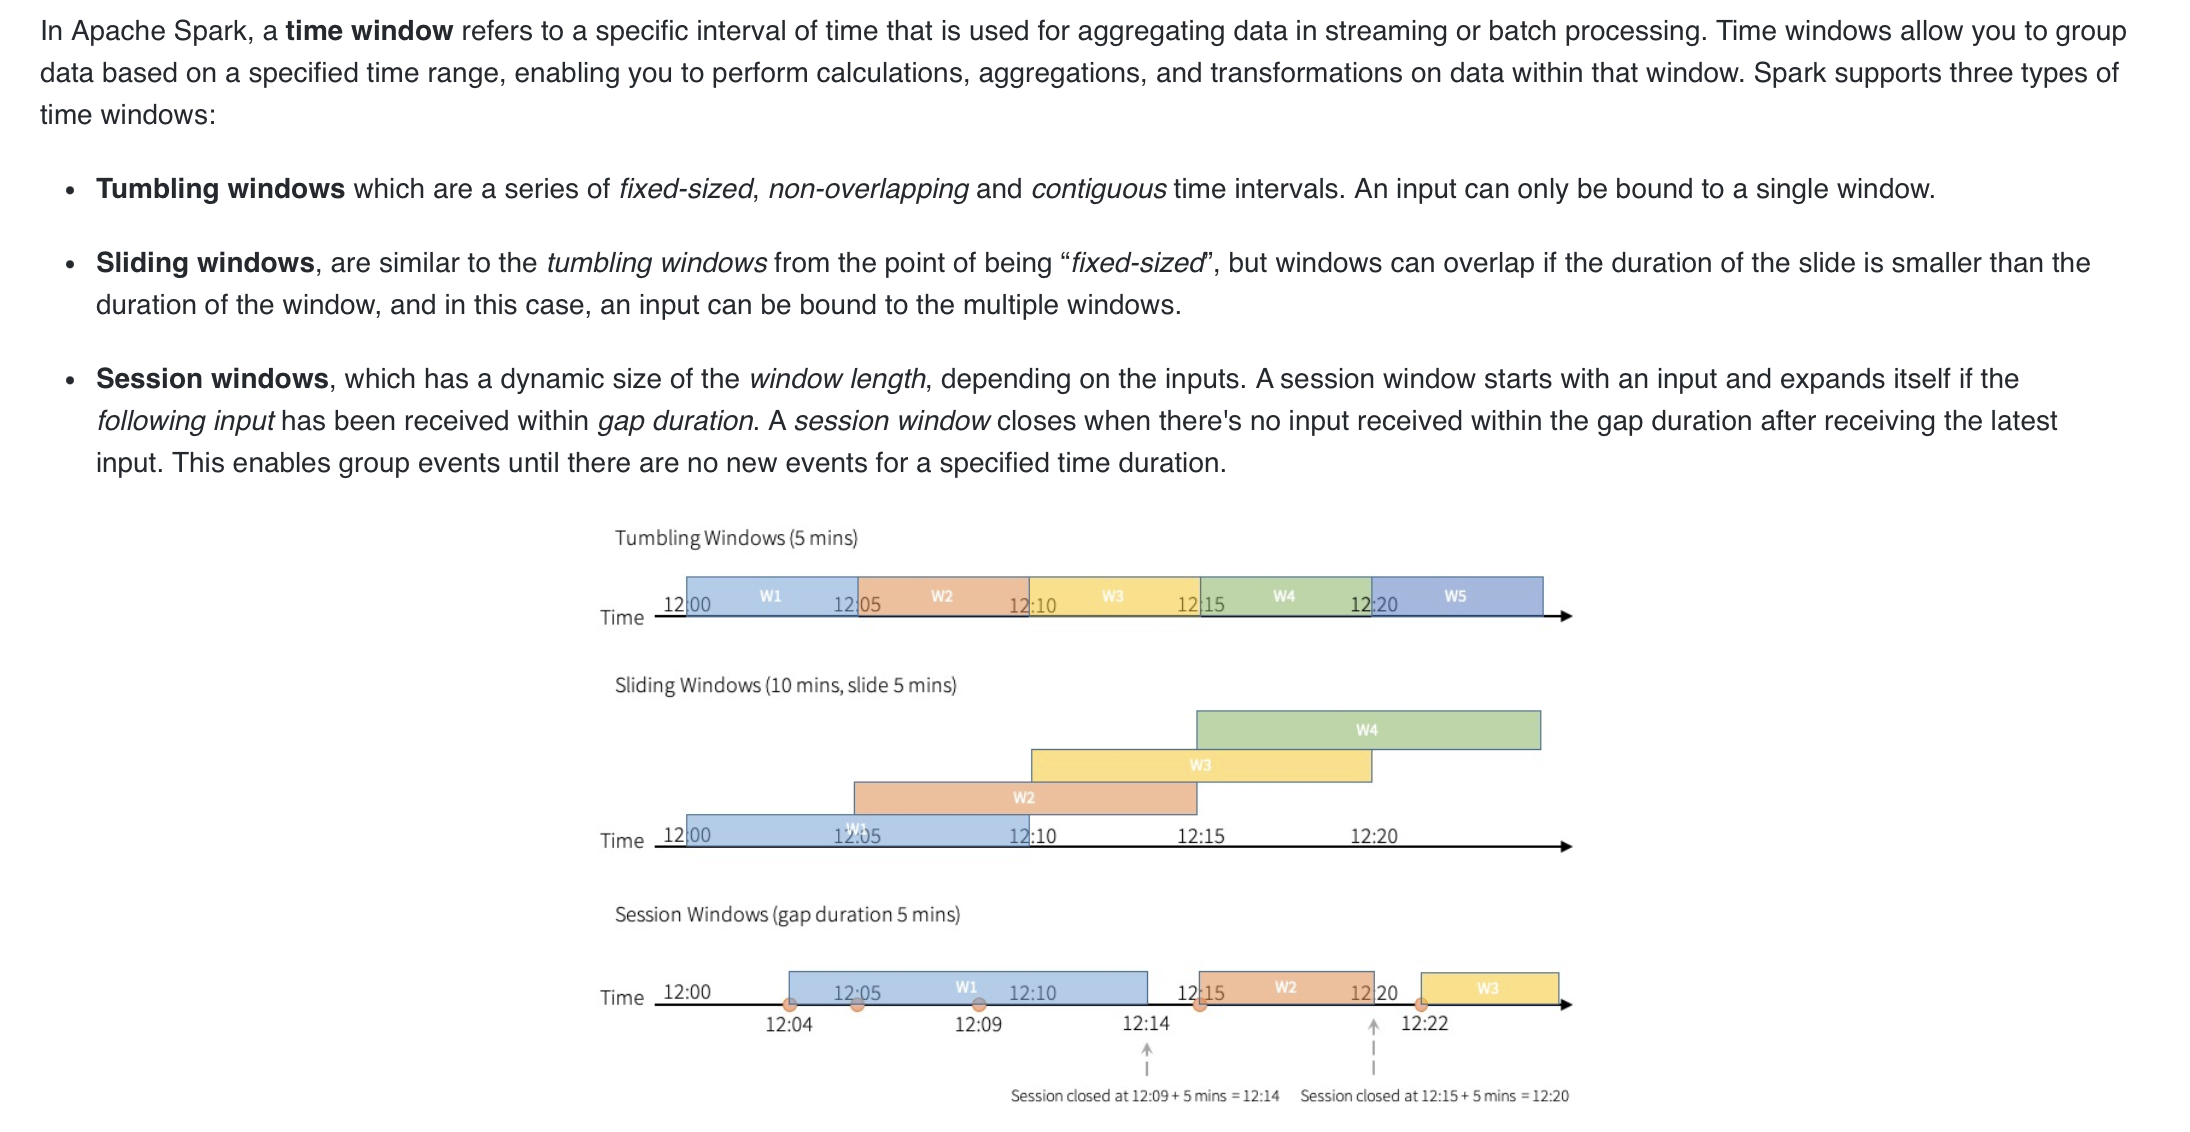 In Apache Spark, a time window refers to a specific interval of time that is used for aggregating data in streaming or batch processing. Time windows allow you to group
data based on a specified time range, enabling you to perform calculations, aggregations, and transformations on data within that window. Spark supports three types of
time windows:
• Tumbling windows which are a series of fixed-sized, non-overlapping and contiguous time intervals. An input can only be bound to a single window.
• Sliding windows, are similar to the tumbling windows from the point of being “fixed-sized”, but windows can overlap if the duration of the slide is smaller than the
duration of the window, and in this case, an input can be bound to the multiple windows.
• Session windows, which has a dynamic size of the window length, depending on the inputs. A session window starts with an input and expands itself if the
following input has been received within gap duration. A session window closes when there's no input received within the gap duration after receiving the latest
input. This enables group events until there are no new events for a specified time duration.
Tumbling Windows (5 mins)
W1 W2 W3 W4 W5
Time 12:00 12:05 12:10 12:15 12:20
Sliding Windows (10 mins, slide 5 mins)
W4
W3
W2
W1
Time 12:00 12:05 12:10 12:15 12:20
Session Windows (gap duration 5 mins)
Time 12:00 12:05 W1 12:10 12:15 W2 12:20 W3
12:04 12:09 12:14 12:22
Session closed at 12:09 + 5 mins = 12:14 Session closed at 12:15 + 5 mins = 12:20